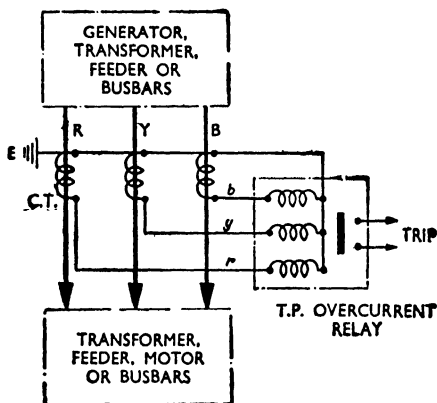 GENERATOR,
TRANSFORMER,
FEEDER OR
BUSBARS
R Y B
E
C.T.
b
y
r
TRIP
T.P. OVERCURRENT
RELAY
TRANSFORMER,
FEEDER, MOTOR
OR BUSBARS